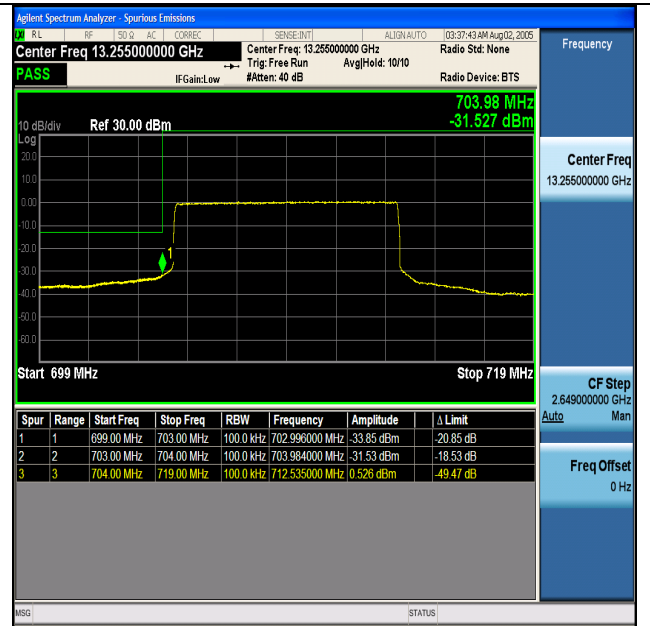 Agilent Spectrum Analyzer - Spurious Emissions
LXI RL RF 50 Ω AC CORREC SENSE:INT ALIGN AUTO 03:37:43 AM Aug 02, 2005
Center Freq 13.255000000 GHz Center Freq: 13.255000000 GHz Radio Std: None
Trig: Free Run Avg|Hold: 10/10
PASS IFGain:Low #Atten: 40 dB Radio Device: BTS
Frequency
703.98 MHz
-31.527 dBm
10 dB/div Ref 30.00 dBm
Log
20.0
10.0
0.00
-10.0
-20.0
-30.0
-40.0
-50.0
-60.0
1
Start 699 MHz Stop 719 MHz
Spur Range Start Freq Stop Freq RBW Frequency Amplitude Δ Limit
1 1 699.00 MHz 703.00 MHz 100.0 kHz 702.996000 MHz -33.85 dBm -20.85 dB
2 2 703.00 MHz 704.00 MHz 100.0 kHz 703.984000 MHz -31.53 dBm -18.53 dB
3 3 704.00 MHz 719.00 MHz 100.0 kHz 712.535000 MHz 0.526 dBm -49.47 dB
Center Freq
13.255000000 GHz
CF Step
2.649000000 GHz
Auto Man
Freq Offset
0 Hz
MSG STATUS